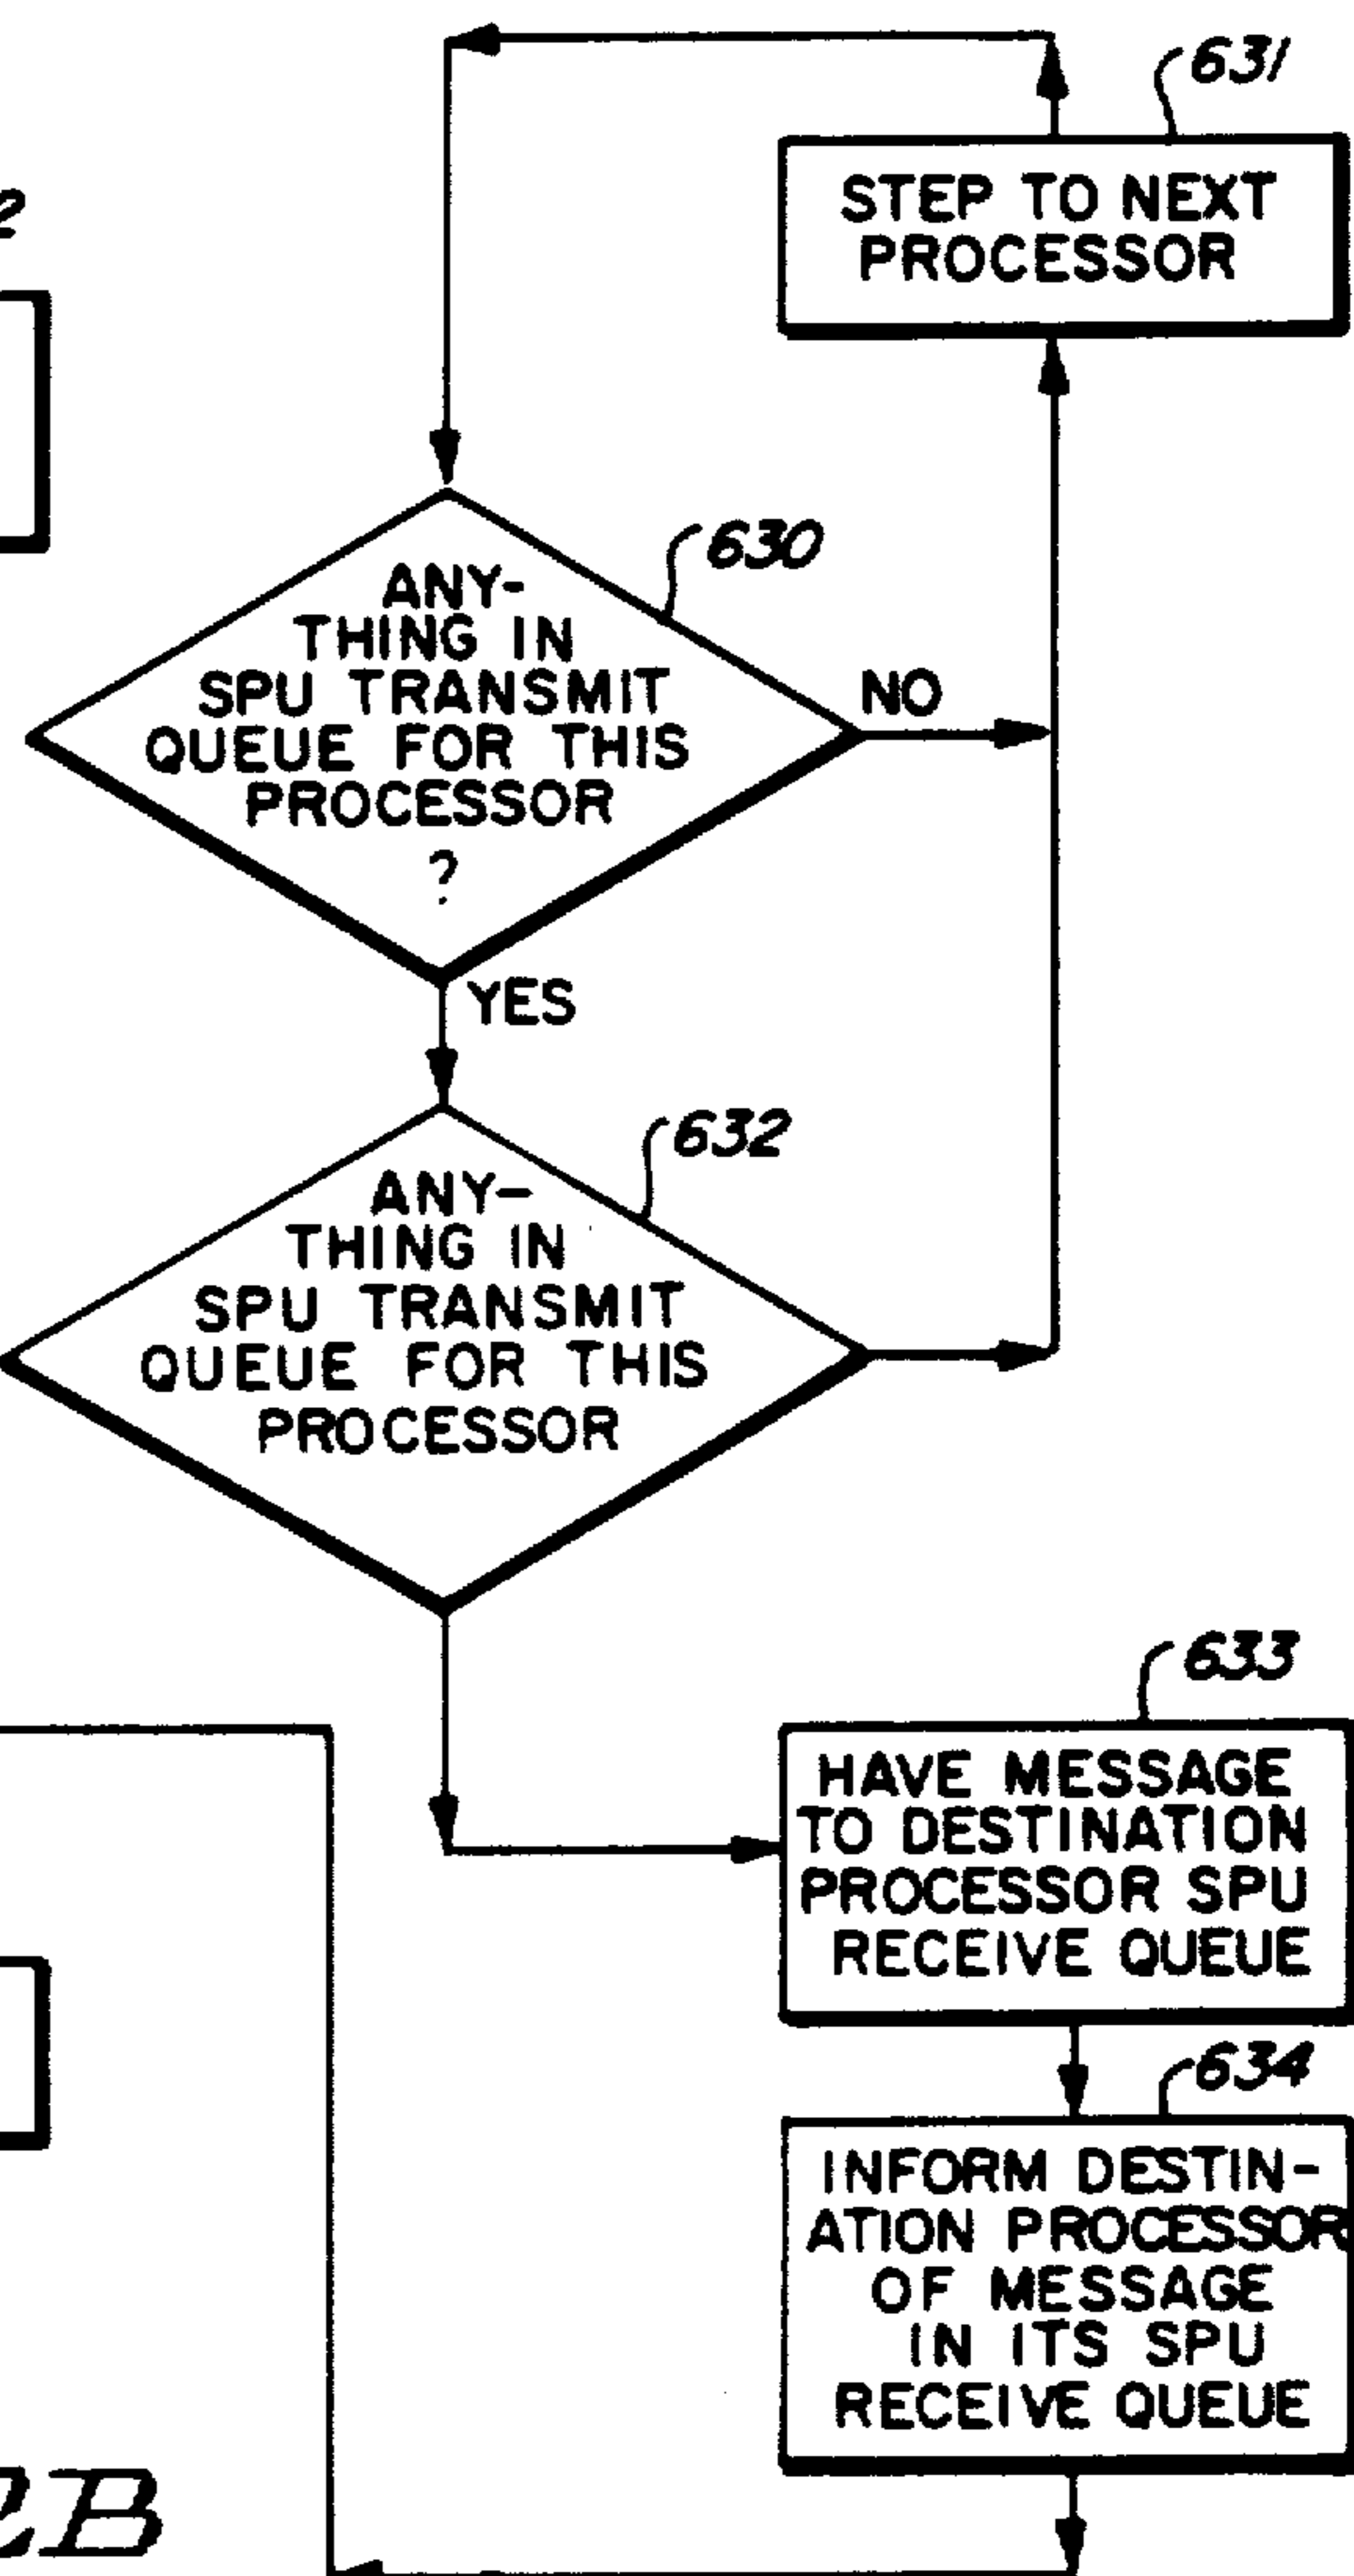 631
STEP TO NEXT
PROCESSOR
630
ANY-
THING IN
SPU TRANSMIT
QUEUE FOR THIS
PROCESSOR
?
NO
YES
632
ANY-
THING IN
SPU TRANSMIT
QUEUE FOR THIS
PROCESSOR
633
HAVE MESSAGE
TO DESTINATION
PROCESSOR SPU
RECEIVE QUEUE
634
INFORM DESTIN-
ATION PROCESSOR
OF MESSAGE
IN ITS SPU
RECEIVE QUEUE
2B